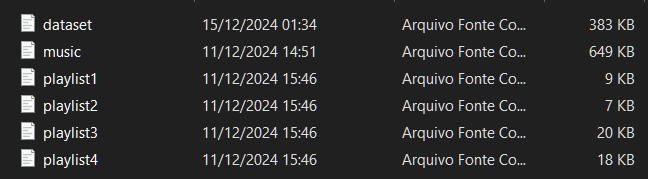 dataset 15/12/2024 01:34 Arquivo Fonte Co... 383 KB
music 11/12/2024 14:51 Arquivo Fonte Co... 649 KB
playlist1 11/12/2024 15:46 Arquivo Fonte Co... 9 KB
playlist2 11/12/2024 15:46 Arquivo Fonte Co... 7 KB
playlist3 11/12/2024 15:46 Arquivo Fonte Co... 20 KB
playlist4 11/12/2024 15:46 Arquivo Fonte Co... 18 KB